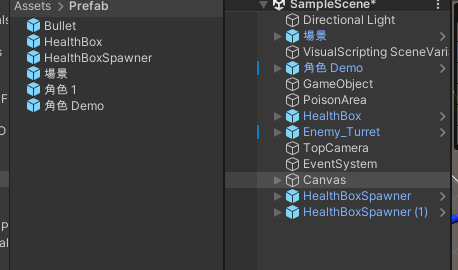 Assets > Prefab
Bullet
HealthBox
HealthBoxSpawner
場景
角色 1
角色 Demo
SampleScene*
Directional Light
場景
VisualScripting SceneVari
角色 Demo
GameObject
PoisonArea
HealthBox
Enemy_Turret
TopCamera
EventSystem
Canvas
HealthBoxSpawner
HealthBoxSpawner (1)